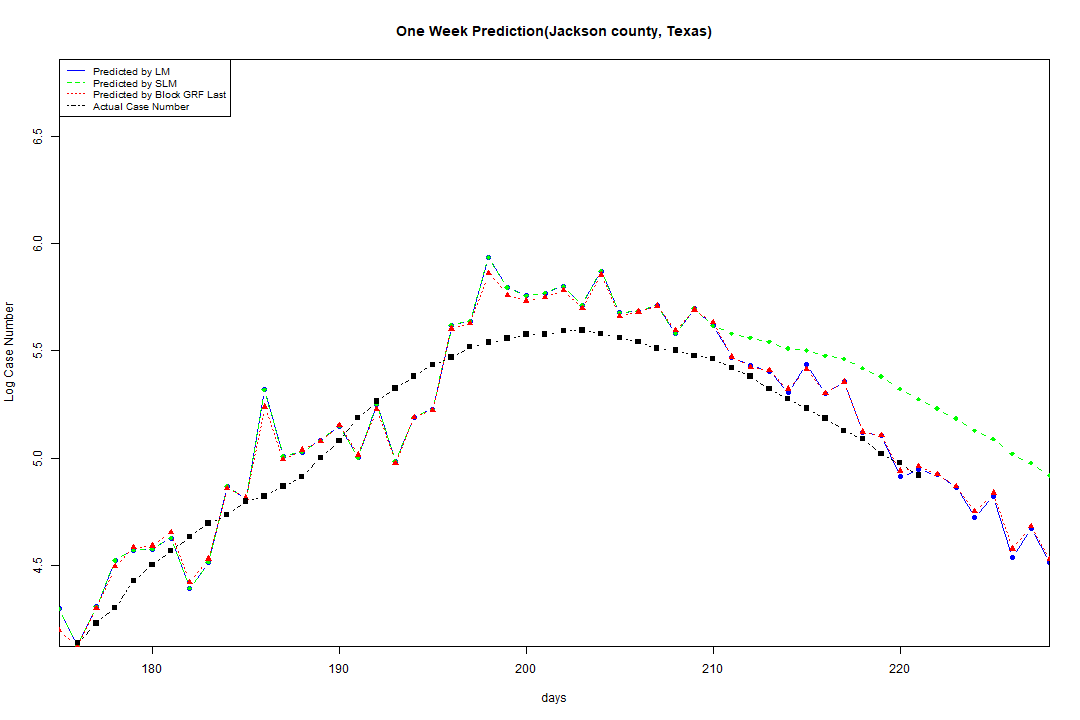 One Week Prediction(Jackson county, Texas)
Predicted by LM
Predicted by SLM
Predicted by Block GRF Last
Actual Case Number
6.5
6.0
5.5
5.0
4.5
Log Case Number
180 190 200 210 220
days